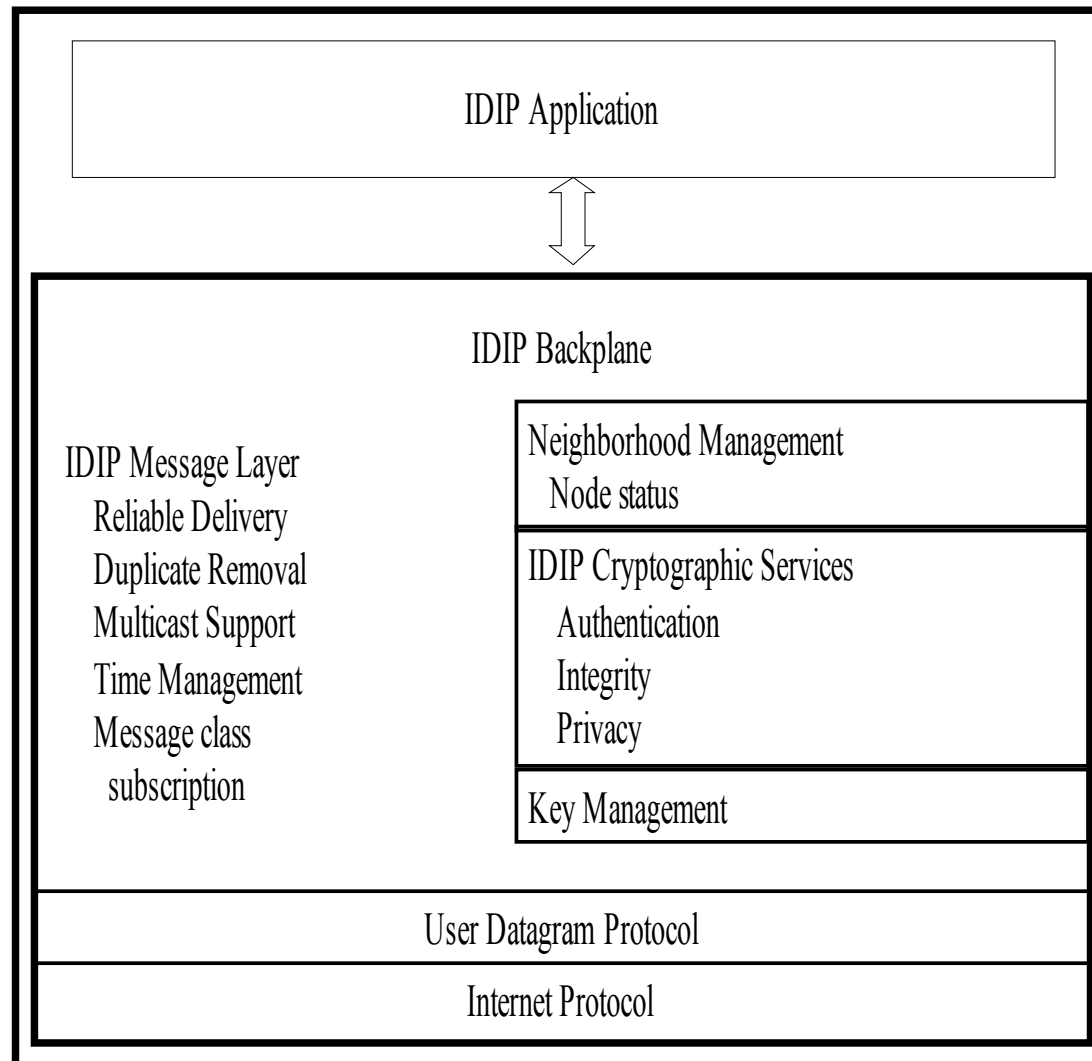 IDIP Application
IDIP Backplane
IDIP Message Layer
Reliable Delivery
Duplicate Removal
Multicast Support
Time Management
Message class
subscription
Neighborhood Management
Node status
IDIP Cryptographic Services
Authentication
Integrity
Privacy
Key Management
User Datagram Protocol
Internet Protocol